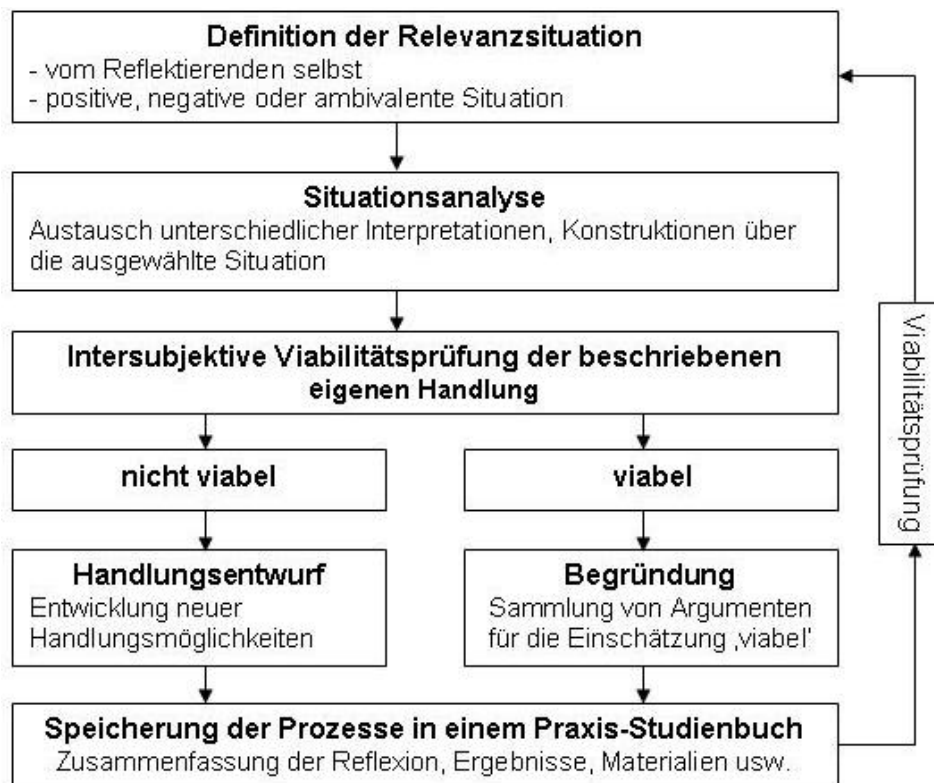 Definition der Relevanzsituation
- vom Reflektierenden selbst
- positive, negative oder ambivalente Situation
Situationsanalyse
Austausch unterschiedlicher Interpretationen, Konstruktionen über
die ausgewählte Situation
Intersubjektive Viabilitätsprüfung der beschriebenen
eigenen Handlung
nicht viabel
viabel
Handlungsentwurf
Entwicklung neuer
Handlungsmöglichkeiten
Begründung
Sammlung von Argumenten
für die Einschätzung ‚viabel'
Speicherung der Prozesse in einem Praxis-Studienbuch
Zusammenfassung der Reflexion, Ergebnisse, Materialien usw.
Viabilitätsprüfung